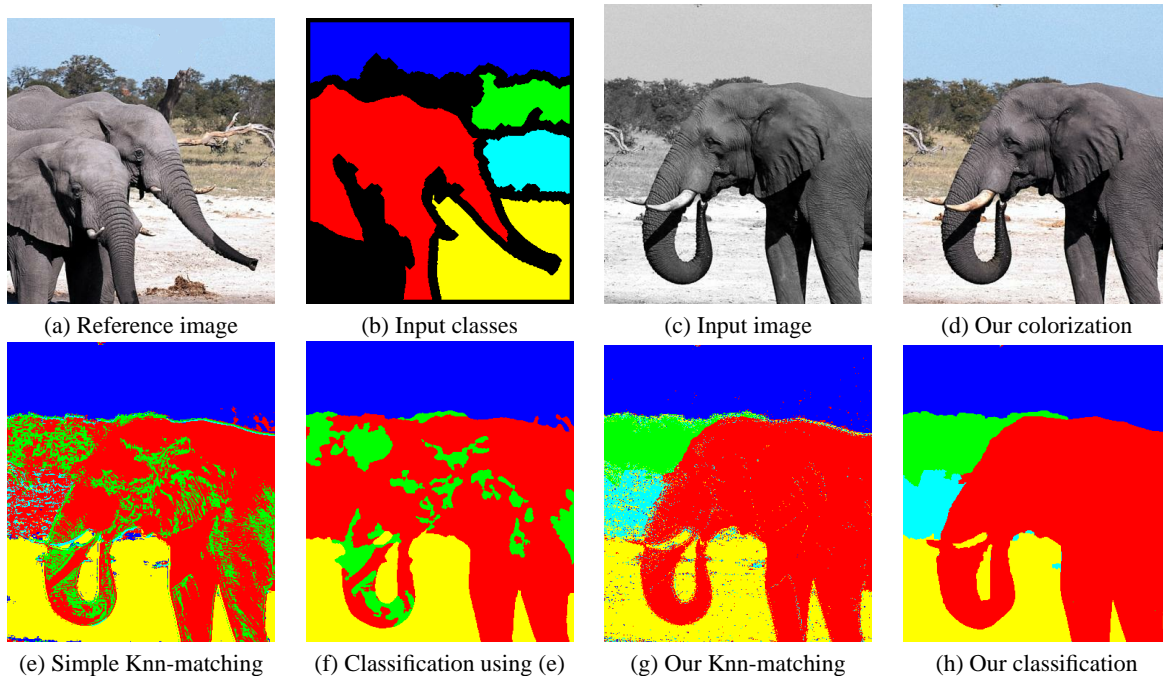 (a) Reference image
(b) Input classes
(c) Input image
(d) Our colorization
(e) Simple Knn-matching
(f) Classification using (e)
(g) Our Knn-matching
(h) Our classification